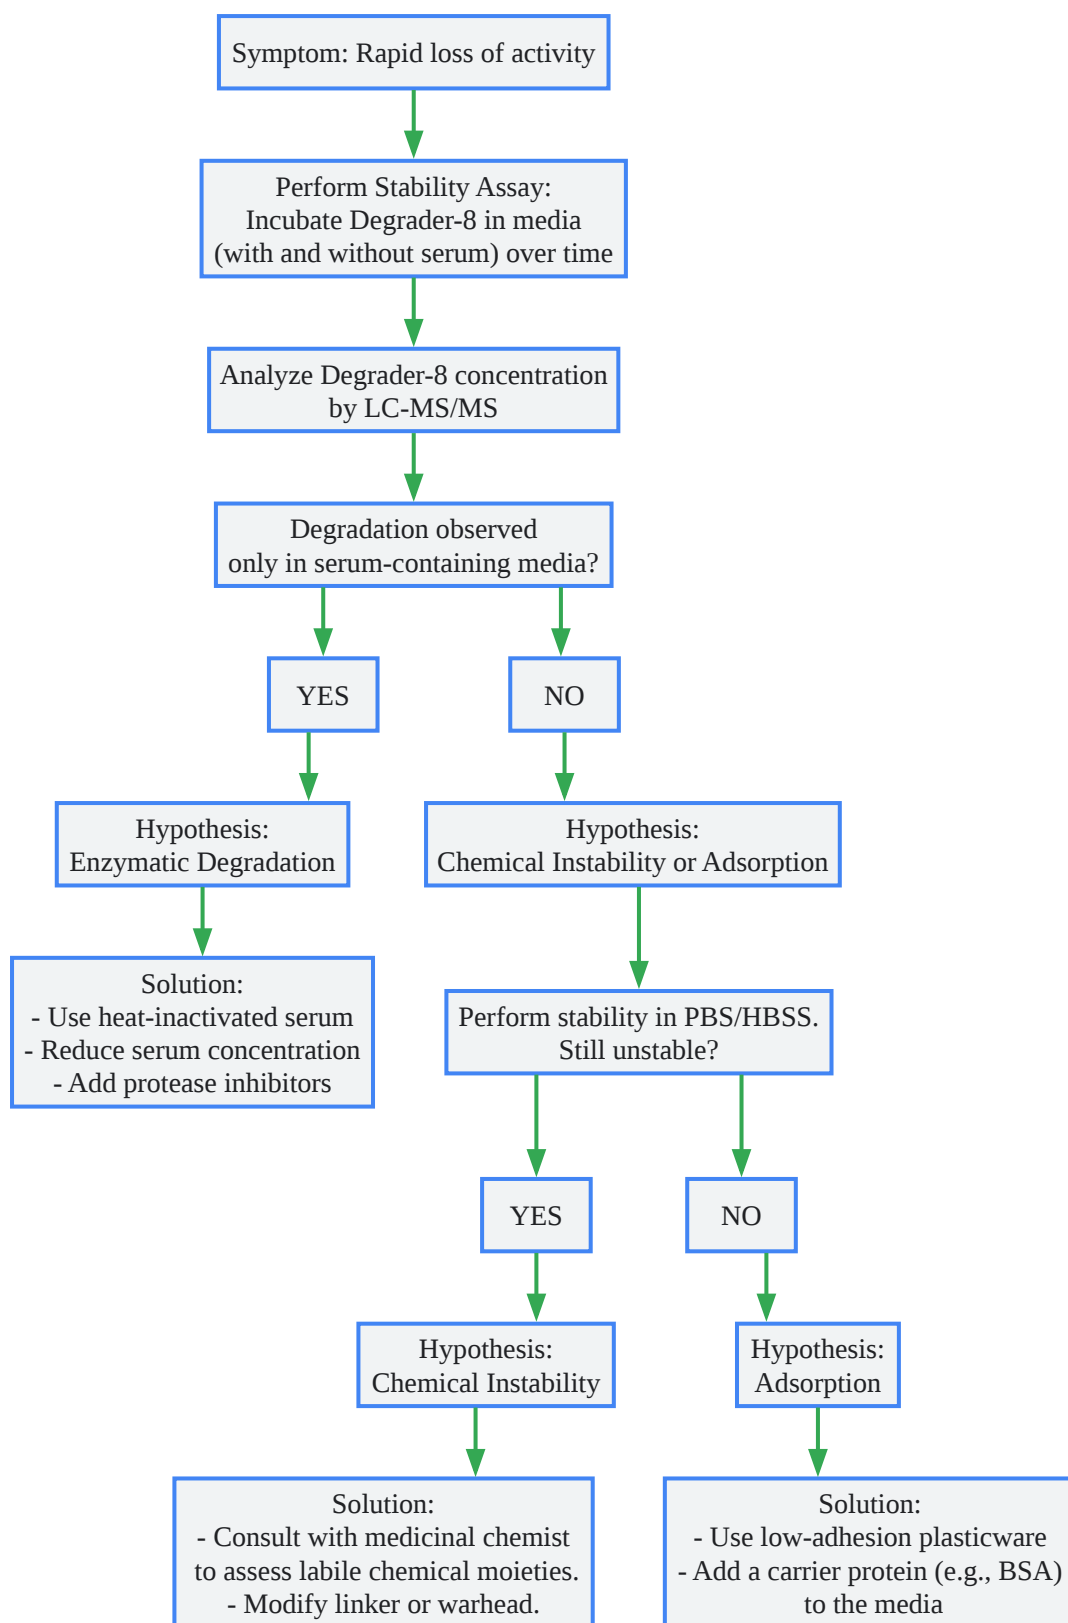 Symptom: Rapid loss of activity
Perform Stability Assay:
Incubate Degrader-8 in media
(with and without serum) over time
Analyze Degrader-8 concentration
by LC-MS/MS
Degradation observed
only in serum-containing media?
YES
NO
Hypothesis:
Enzymatic Degradation
Hypothesis:
Chemical Instability or Adsorption
Solution:
- Use heat-inactivated serum
- Reduce serum concentration
- Add protease inhibitors
Perform stability in PBS/HBSS.
Still unstable?
YES
NO
Hypothesis:
Chemical Instability
Hypothesis:
Adsorption
Solution:
- Consult with medicinal chemist
to assess labile chemical moieties.
- Modify linker or warhead.
Solution:
- Use low-adhesion plasticware
- Add a carrier protein (e.g., BSA)
to the media